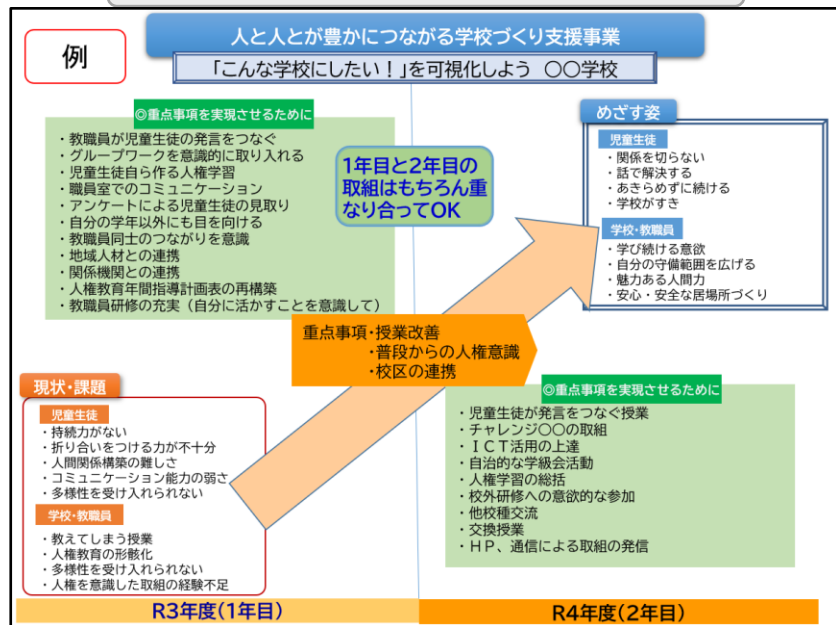 例
人と人とが豊かにつながる学校づくり支援事業
「こんな学校にしたい！」を可視化しよう　〇〇学校
◎重点事項を実現させるために
・教職員が児童生徒の発言をつなぐ
・グループワークを意識的に取り入れる
・児童生徒自ら作る人権学習
・職員室でのコミュニケーション
・アンケートによる児童生徒の見取り
・自分の学年以外にも目を向ける
・教職員同士のつながりを意識
・地域人材との連携
・関係機関との連携
・人権教育年間指導計画表の再構築
・教職員研修の充実（自分に活かすことを意識して）
1年目と2年目の
取組はもちろん重
なり合ってOK
めざす姿
児童生徒
・関係を切らない
・話で解決する
・あきらめずに続ける
・学校がすき
学校・教職員
・学び続ける意欲
・自分の守備範囲を広げる
・魅力ある人間力
・安心・安全な居場所づくり
重点事項・授業改善
・普段からの人権意識
・校区の連携
現状・課題
児童生徒
・持続力がない
・折り合いをつける力が不十分
・人間関係構築の難しさ
・コミュニケーション能力の弱さ
・多様性を受け入れられない
学校・教職員
・教えてしまう授業
・人権教育の形骸化
・多様性を受け入れられない
・人権を意識した取組の経験不足
◎重点事項を実現させるために
・児童生徒が発言をつなぐ授業
・チャレンジ〇〇の取組
・ＩＣＴ活用の上達
・自治的な学級会活動
・人権学習の総括
・校外研修への意欲的な参加
・他校種交流
・交換授業
・ＨＰ、通信による取組の発信
R3年度(1年目)
R4年度(2年目)